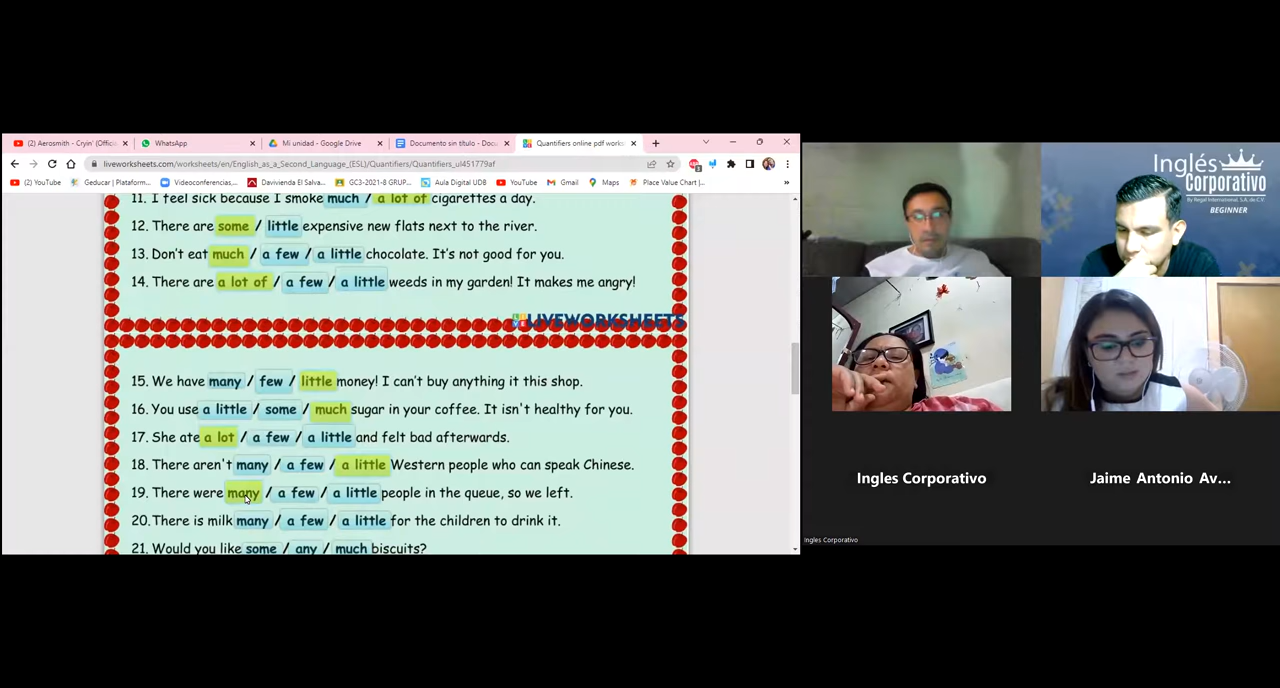 (2) Aerosmith - Cryin' (Offici
WhatsApp
Mi unidad - Google Drive
Documento sin título - Docu
Quantifiers online pdf works
liveworksheets.com/worksheets/en/English_as_a_Second_Language_(ESL)/Quantifiers/Quantifiers_ul451779af
(2) YouTube
Geducar | Plataform...
Videoconferencias,...
Davivienda El Salva...
GC3-2021-8 GRUP...
Aula Digital UDB
YouTube
Gmail
Maps
Place Value Chart |...
»
11. I feel sick because I smoke much / a lot of cigarettes a day.
12. There are some / little expensive new flats next to the river.
13. Don't eat much / a few / a little chocolate. It's not good for you.
14. There are a lot of / a few / a little weeds in my garden! It makes me angry!
LIVEWORKSHEETS
15. We have many / few / little money! I can't buy anything it this shop.
16. You use a little / some / much sugar in your coffee. It isn't healthy for you.
17. She ate a lot / a few / a little and felt bad afterwards.
18. There aren't many / a few / a little Western people who can speak Chinese.
19. There were many / a few / a little people in the queue, so we left.
20. There is milk many / a few / a little for the children to drink it.
21. Would you like some / any / much biscuits?
Inglés
Corporativo
By Regal International, S.A. de C.V.
BEGINNER
Ingles Corporativo
Jaime Antonio Av...
Ingles Corporativo